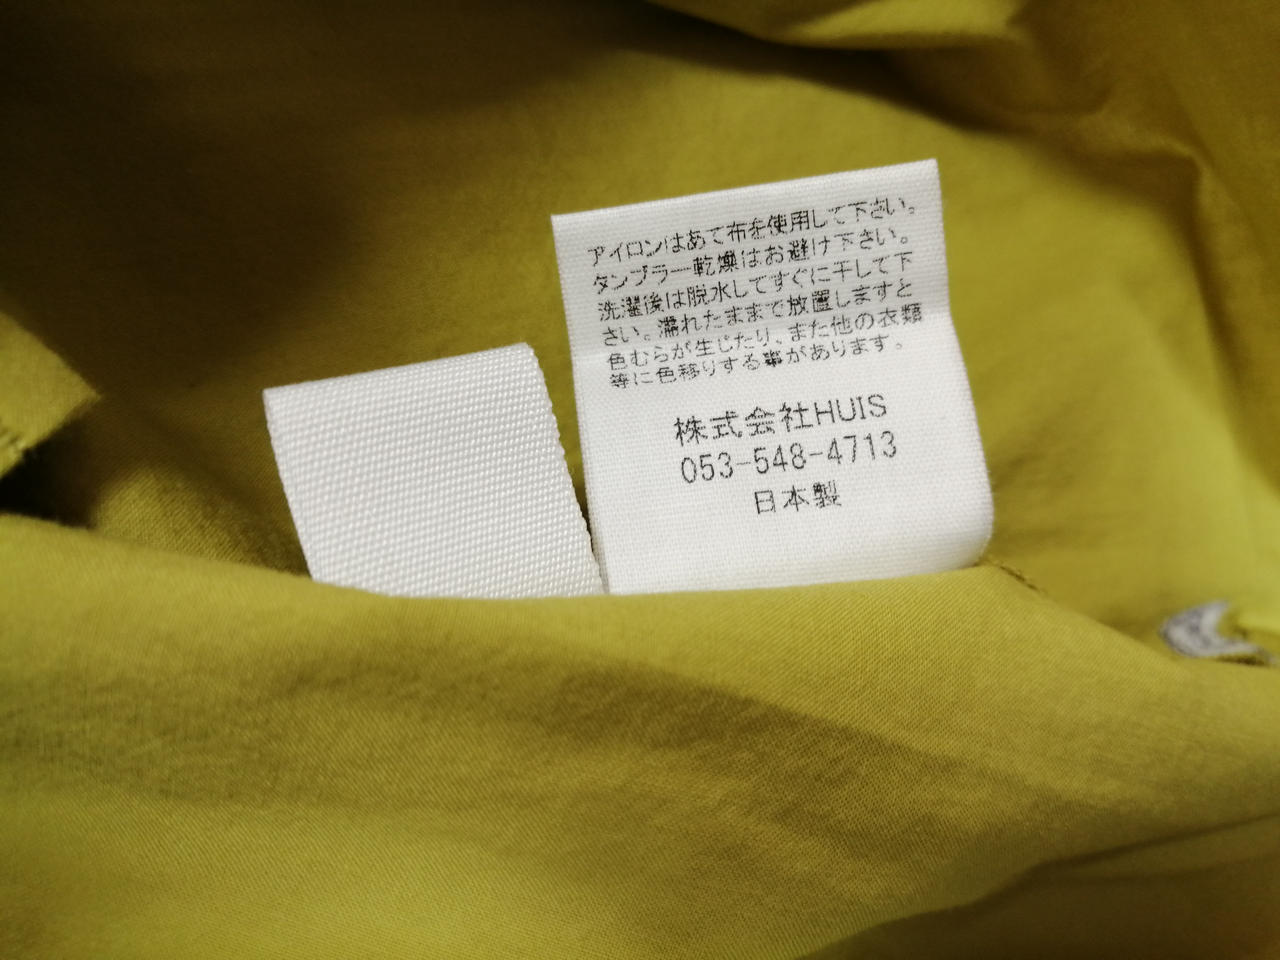 アイロンはあて布を使用して下さい。
タンブラー乾燥はお避け下さい。
洗濯後は脱水してすぐに干して下
さい。濡れたままで放置しますと
色むらが生じたり、また他の衣類
等に色移りする事があります。
株式会社HUIS
053-548-4713
日本製